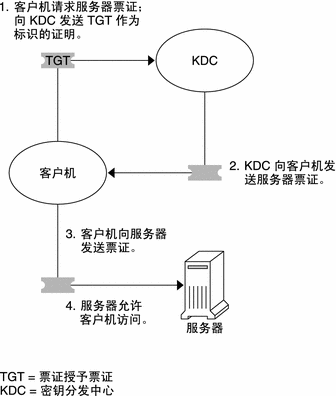 1. 客户机请求服务器票证；
向 KDC 发送 TGT 作为
标识的证明。
TGT
KDC
客户机
2. KDC 向客户机发
送服务器票证。
3. 客户机向服务器
发送票证。
4. 服务器允许
客户机访问。
服务器
TGT = 票证授予票证
KDC = 密钥分发中心